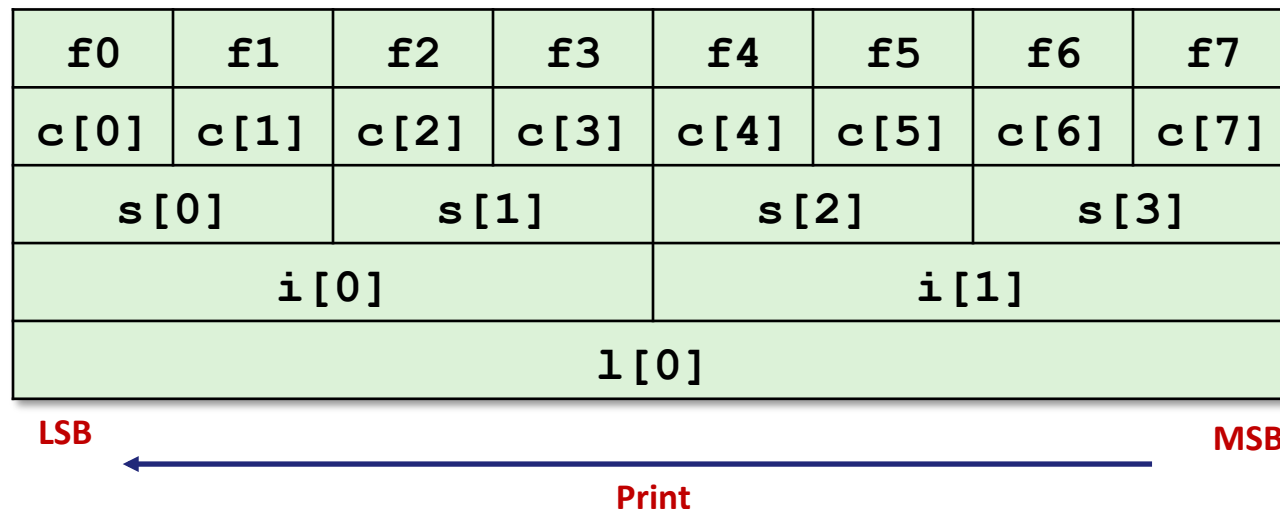 f0 f1 f2 f3 f4 f5 f6 f7
c[0] c[1] c[2] c[3] c[4] c[5] c[6] c[7]
s[0] s[1] s[2] s[3]
i[0] i[1]
l[0]
LSB MSB
Print